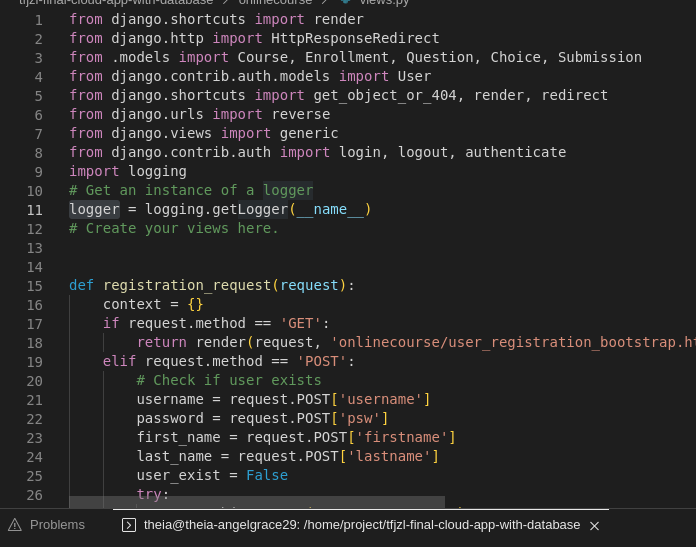 tfjzl-final-cloud-app-with-database > onlinecourse > views.py
1 from django.shortcuts import render
2 from django.http import HttpResponseRedirect
3 from .models import Course, Enrollment, Question, Choice, Submission
4 from django.contrib.auth.models import User
5 from django.shortcuts import get_object_or_404, render, redirect
6 from django.urls import reverse
7 from django.views import generic
8 from django.contrib.auth import login, logout, authenticate
9 import logging
10 # Get an instance of a logger
11 logger = logging.getLogger(__name__)
12 # Create your views here.
13
14
15 def registration_request(request):
16     context = {}
17     if request.method == 'GET':
18         return render(request, 'onlinecourse/user_registration_bootstrap.ht
19     elif request.method == 'POST':
20         # Check if user exists
21         username = request.POST['username']
22         password = request.POST['psw']
23         first_name = request.POST['firstname']
24         last_name = request.POST['lastname']
25         user_exist = False
26         try:
Problems
theia@theia-angelgrace29: /home/project/tfjzl-final-cloud-app-with-database ×